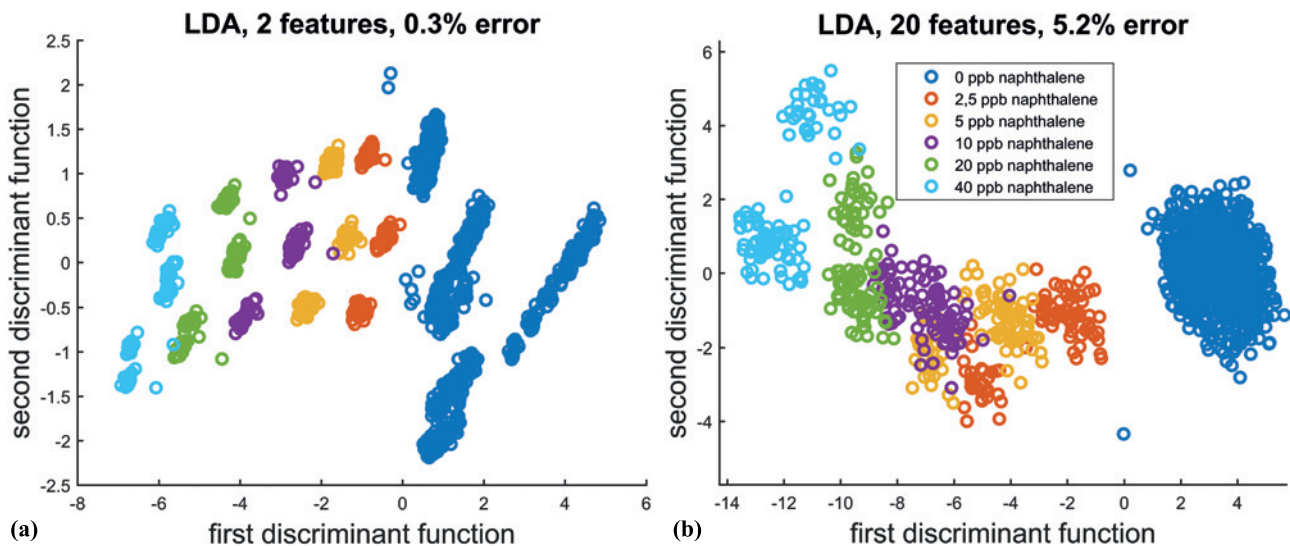 LDA, 2 features, 0.3% error
second discriminant function
2.5
2
1.5
1
0.5
0
-0.5
-1
-1.5
-2
-2.5
-8
-6
-4
-2
0
2
4
6
first discriminant function
(a)
LDA, 20 features, 5.2% error
second discriminant function
6
4
2
0
-2
-4
0 ppb naphthalene
2,5 ppb naphthalene
5 ppb naphthalene
10 ppb naphthalene
20 ppb naphthalene
40 ppb naphthalene
-14
-12
-10
-8
-6
-4
-2
0
2
4
first discriminant function
(b)